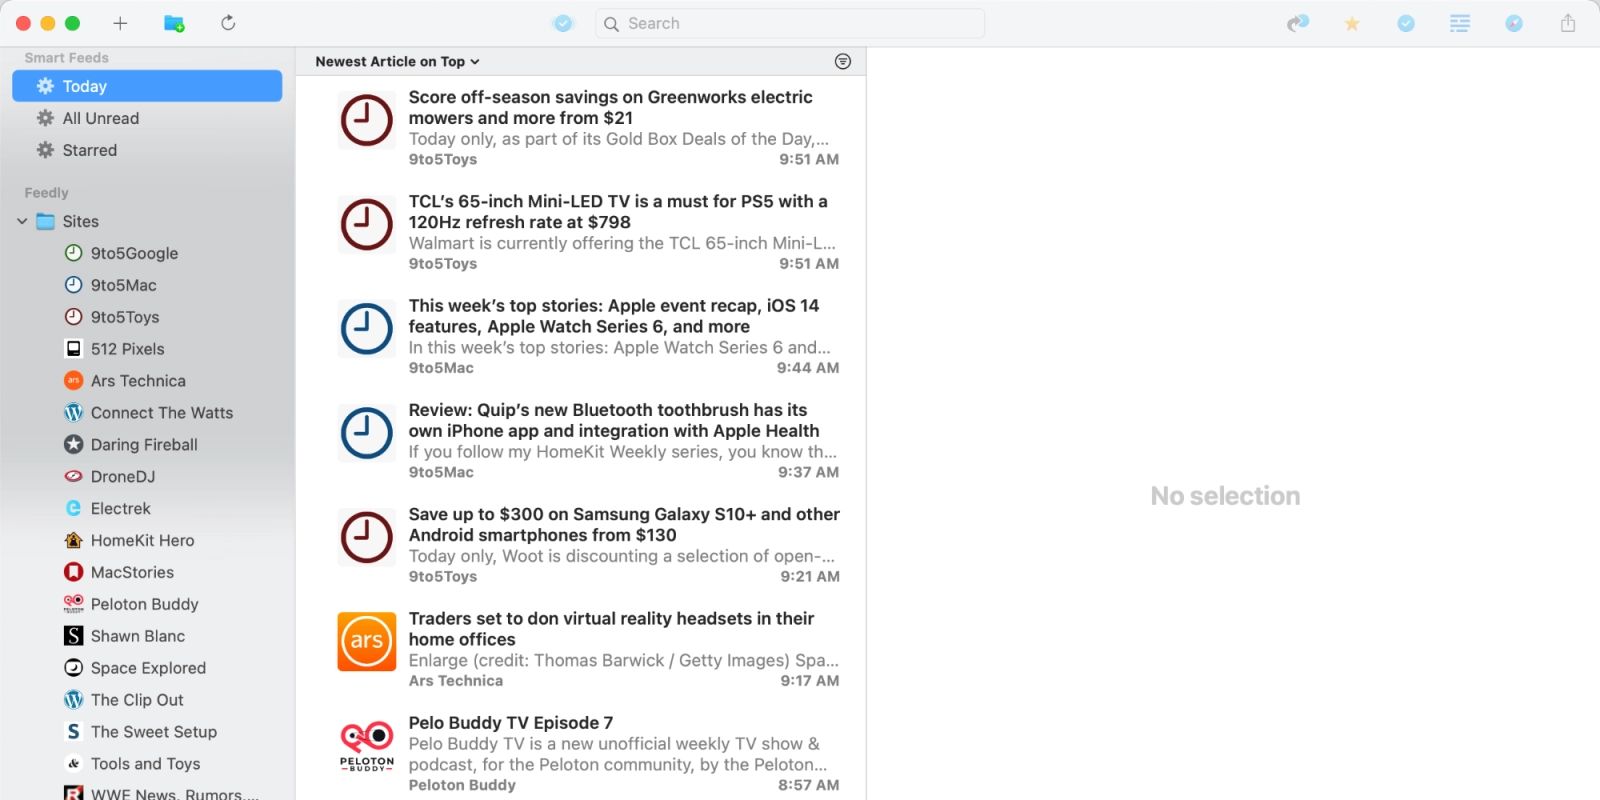 Search
Smart Feeds
Today
All Unread
Starred
Feedly
Sites
9to5Google
9to5Mac
9to5Toys
512 Pixels
ars
Ars Technica
Connect The Watts
Daring Fireball
DroneDJ
Electrek
HomeKit Hero
MacStories
Peloton Buddy
S
Shawn Blanc
Space Explored
The Clip Out
S
The Sweet Setup
&
Tools and Toys
WWE News, Rumors,...
Newest Article on Top
Score off-season savings on Greenworks electric
mowers and more from $21
Today only, as part of its Gold Box Deals of the Day,...
9to5Toys 9:51 AM
TCL's 65-inch Mini-LED TV is a must for PS5 with a
120Hz refresh rate at $798
Walmart is currently offering the TCL 65-inch Mini-L...
9to5Toys 9:51 AM
This week's top stories: Apple event recap, iOS 14
features, Apple Watch Series 6, and more
In this week's top stories: Apple Watch Series 6 and...
9to5Mac 9:44 AM
Review: Quip's new Bluetooth toothbrush has its
own iPhone app and integration with Apple Health
If you follow my HomeKit Weekly series, you know th...
9to5Mac 9:37 AM
Save up to $300 on Samsung Galaxy S10+ and other
Android smartphones from $130
Today only, Woot is discounting a selection of open-...
9to5Toys 9:21 AM
ars
Traders set to don virtual reality headsets in their
home offices
Enlarge (credit: Thomas Barwick / Getty Images) Spa...
Ars Technica 9:17 AM
PELOTON
BUDDY
Pelo Buddy TV Episode 7
Pelo Buddy TV is a new unofficial weekly TV show &
podcast, for the Peloton community, by the Peloton...
Peloton Buddy 8:57 AM
No selection